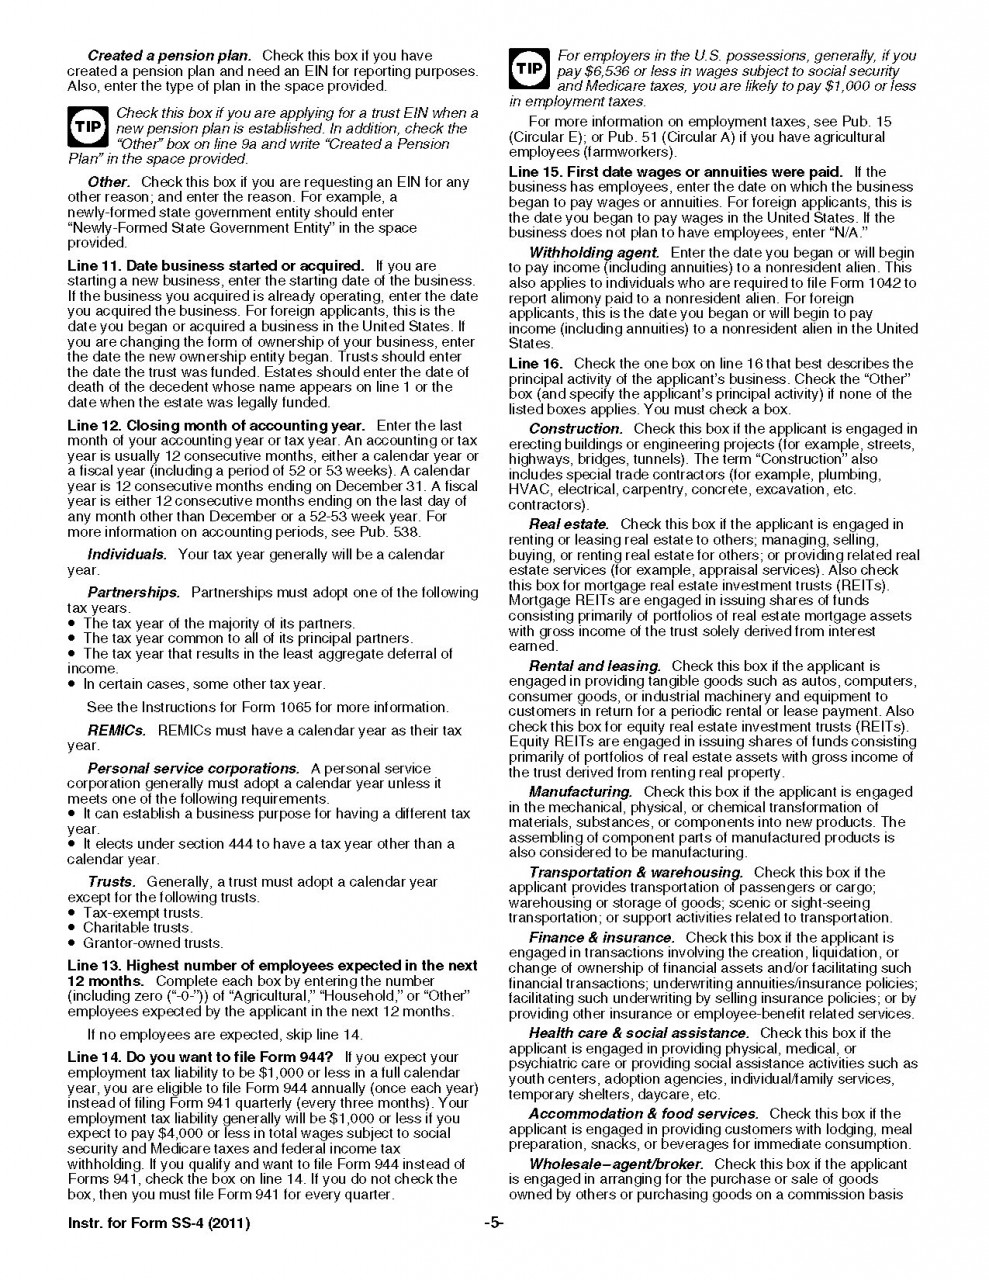 Created a pension plan. Check this box if you have
created a pension plan and need an EIN for reporting purposes.
Also, enter the type of plan in the space provided.
TIP
Check this box if you are applying for a trust EIN when a
new pension plan is established. In addition, check the
“Other” box on line 9a and write “Created a Pension
Plan” in the space provided.
Other. Check this box if you are requesting an EIN for any
other reason; and enter the reason. For example, a
newly-formed state government entity should enter
“Newly-Formed State Government Entity” in the space
provided.
Line 11. Date business started or acquired. If you are
starting a new business, enter the starting date of the business.
If the business you acquired is already operating, enter the date
you acquired the business. For foreign applicants, this is the
date you began or acquired a business in the United States. If
you are changing the form of ownership of your business, enter
the date the new ownership entity began. Trusts should enter
the date the trust was funded. Estates should enter the date of
death of the decedent whose name appears on line 1 or the
date when the estate was legally funded.
Line 12. Closing month of accounting year. Enter the last
month of your accounting year or tax year. An accounting or tax
year is usually 12 consecutive months, either a calendar year or
a fiscal year (including a period of 52 or 53 weeks). A calendar
year is 12 consecutive months ending on December 31. A fiscal
year is either 12 consecutive months ending on the last day of
any month other than December or a 52-53 week year. For
more information on accounting periods, see Pub. 538.
Individuals. Your tax year generally will be a calendar
year.
Partnerships. Partnerships must adopt one of the following
tax years.
● The tax year of the majority of its partners.
● The tax year common to all of its principal partners.
● The tax year that results in the least aggregate deferral of
income.
● In certain cases, some other tax year.
See the Instructions for Form 1065 for more information.
REMICs. REMICs must have a calendar year as their tax
year.
Personal service corporations. A personal service
corporation generally must adopt a calendar year unless it
meets one of the following requirements.
● It can establish a business purpose for having a different tax
year.
● It elects under section 444 to have a tax year other than a
calendar year.
Trusts. Generally, a trust must adopt a calendar year
except for the following trusts.
● Tax-exempt trusts.
● Charitable trusts.
● Grantor-owned trusts.
Line 13. Highest number of employees expected in the next
12 months. Complete each box by entering the number
(including zero (“-0-”)) of “Agricultural,” “Household,” or “Other”
employees expected by the applicant in the next 12 months.
If no employees are expected, skip line 14.
Line 14. Do you want to file Form 944? If you expect your
employment tax liability to be $1,000 or less in a full calendar
year, you are eligible to file Form 944 annually (once each year)
instead of filing Form 941 quarterly (every three months). Your
employment tax liability generally will be $1,000 or less if you
expect to pay $4,000 or less in total wages subject to social
security and Medicare taxes and federal income tax
withholding. If you qualify and want to file Form 944 instead of
Forms 941, check the box on line 14. If you do not check the
box, then you must file Form 941 for every quarter.
TIP
For employers in the U.S. possessions, generally, if you
pay $6,536 or less in wages subject to social security
and Medicare taxes, you are likely to pay $1,000 or less
in employment taxes.
For more information on employment taxes, see Pub. 15
(Circular E); or Pub. 51 (Circular A) if you have agricultural
employees (farmworkers).
Line 15. First date wages or annuities were paid. If the
business has employees, enter the date on which the business
began to pay wages or annuities. For foreign applicants, this is
the date you began to pay wages in the United States. If the
business does not plan to have employees, enter “N/A.”
Withholding agent. Enter the date you began or will begin
to pay income (including annuities) to a nonresident alien. This
also applies to individuals who are required to file Form 1042 to
report alimony paid to a nonresident alien. For foreign
applicants, this is the date you began or will begin to pay
income (including annuities) to a nonresident alien in the United
States.
Line 16. Check the one box on line 16 that best describes the
principal activity of the applicant’s business. Check the “Other”
box (and specify the applicant’s principal activity) if none of the
listed boxes applies. You must check a box.
Construction. Check this box if the applicant is engaged in
erecting buildings or engineering projects (for example, streets,
highways, bridges, tunnels). The term “Construction” also
includes special trade contractors (for example, plumbing,
HVAC, electrical, carpentry, concrete, excavation, etc.
contractors).
Real estate. Check this box if the applicant is engaged in
renting or leasing real estate to others; managing, selling,
buying, or renting real estate for others; or providing related real
estate services (for example, appraisal services). Also check
this box for mortgage real estate investment trusts (REITs).
Mortgage REITs are engaged in issuing shares of funds
consisting primarily of portfolios of real estate mortgage assets
with gross income of the trust solely derived from interest
earned.
Rental and leasing. Check this box if the applicant is
engaged in providing tangible goods such as autos, computers,
consumer goods, or industrial machinery and equipment to
customers in return for a periodic rental or lease payment. Also
check this box for equity real estate investment trusts (REITs).
Equity REITs are engaged in issuing shares of funds consisting
primarily of portfolios of real estate assets with gross income of
the trust derived from renting real property.
Manufacturing. Check this box if the applicant is engaged
in the mechanical, physical, or chemical transformation of
materials, substances, or components into new products. The
assembling of component parts of manufactured products is
also considered to be manufacturing.
Transportation & warehousing. Check this box if the
applicant provides transportation of passengers or cargo;
warehousing or storage of goods; scenic or sight-seeing
transportation; or support activities related to transportation.
Finance & insurance. Check this box if the applicant is
engaged in transactions involving the creation, liquidation, or
change of ownership of financial assets and/or facilitating such
financial transactions; underwriting annuities/insurance policies;
facilitating such underwriting by selling insurance policies; or by
providing other insurance or employee-benefit related services.
Health care & social assistance. Check this box if the
applicant is engaged in providing physical, medical, or
psychiatric care or providing social assistance activities such as
youth centers, adoption agencies, individual/family services,
temporary shelters, daycare, etc.
Accommodation & food services. Check this box if the
applicant is engaged in providing customers with lodging, meal
preparation, snacks, or beverages for immediate consumption.
Wholesale–agent/broker. Check this box if the applicant
is engaged in arranging for the purchase or sale of goods
owned by others or purchasing goods on a commission basis
Instr. for Form SS-4 (2011)
-5-